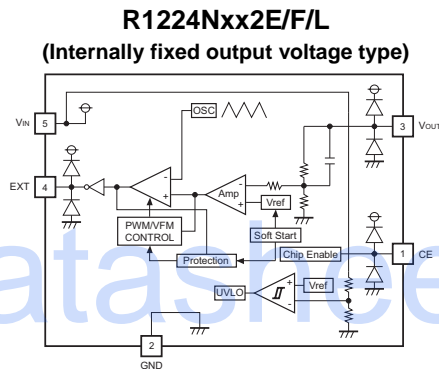 R1224Nxx2E/F/L
(Internally fixed output voltage type)
OSC
VIN
5
3
VOUT
EXT
4
-
+
Amp
-
+
Vref
PWM/VFM
CONTROL
Soft Start
Protection
Chip Enable
1
CE
UVLO
+
-
Vref
2
GND
atashee